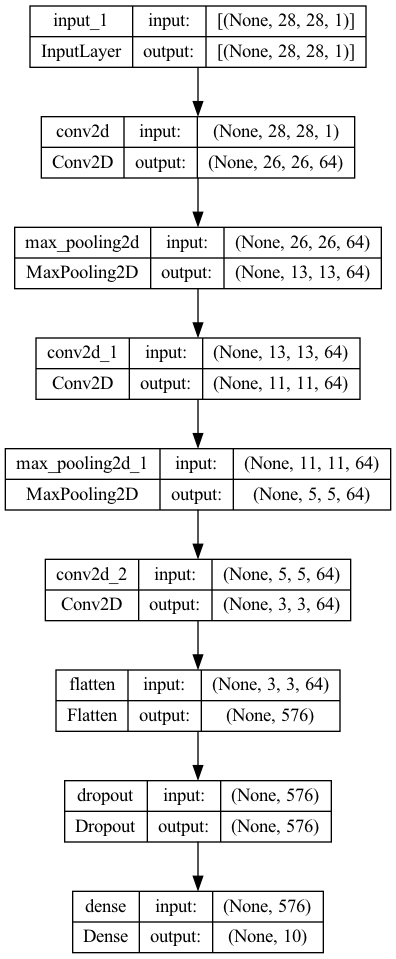 input_1 input: [(None, 28, 28, 1)]
InputLayer output: [(None, 28, 28, 1)]
conv2d input: (None, 28, 28, 1)
Conv2D output: (None, 26, 26, 64)
max_pooling2d input: (None, 26, 26, 64)
MaxPooling2D output: (None, 13, 13, 64)
conv2d_1 input: (None, 13, 13, 64)
Conv2D output: (None, 11, 11, 64)
max_pooling2d_1 input: (None, 11, 11, 64)
MaxPooling2D output: (None, 5, 5, 64)
conv2d_2 input: (None, 5, 5, 64)
Conv2D output: (None, 3, 3, 64)
flatten input: (None, 3, 3, 64)
Flatten output: (None, 576)
dropout input: (None, 576)
Dropout output: (None, 576)
dense input: (None, 576)
Dense output: (None, 10)